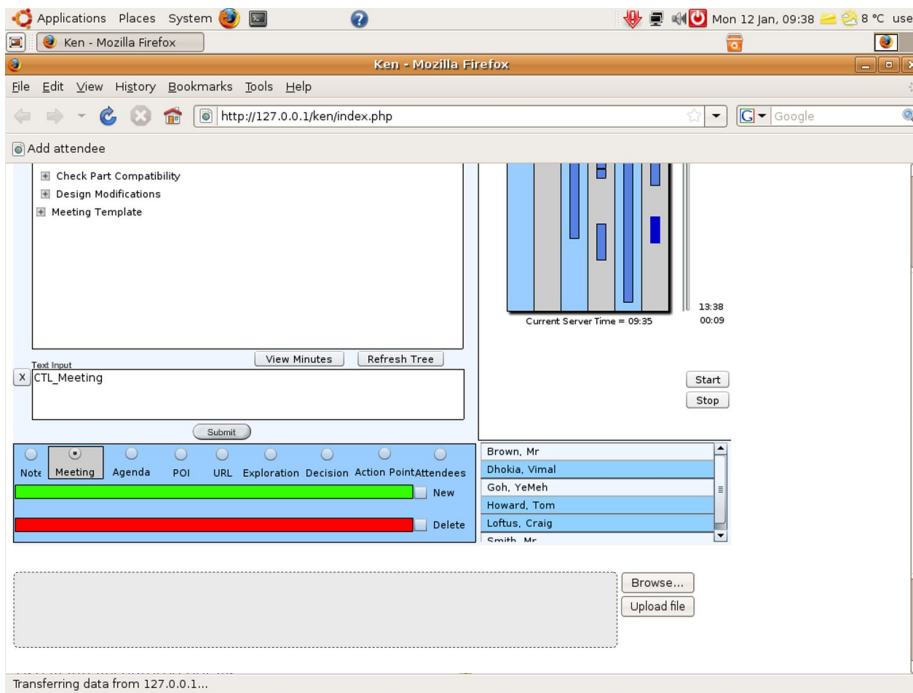 Applications Places System Mon 12 Jan, 09:38 8 °C use
Ken - Mozilla Firefox
Ken - Mozilla Firefox
File Edit View History Bookmarks Tools Help
http://127.0.0.1/ken/index.php Google
Add attendee
Check Part Compatibility
Design Modifications
Meeting Template
13:38
Current Server Time = 09:35 00:09
View Minutes Refresh Tree
Text Input
X CTL_Meeting
Start
Stop
Submit
Note Meeting Agenda POI URL Exploration Decision Action Point Attendees
New
Delete
Brown, Mr
Dhokia, Vimal
Goh, YeMeh
Howard, Tom
Loftus, Craig
Smith, Mr
Browse...
Upload file
Transferring data from 127.0.0.1...